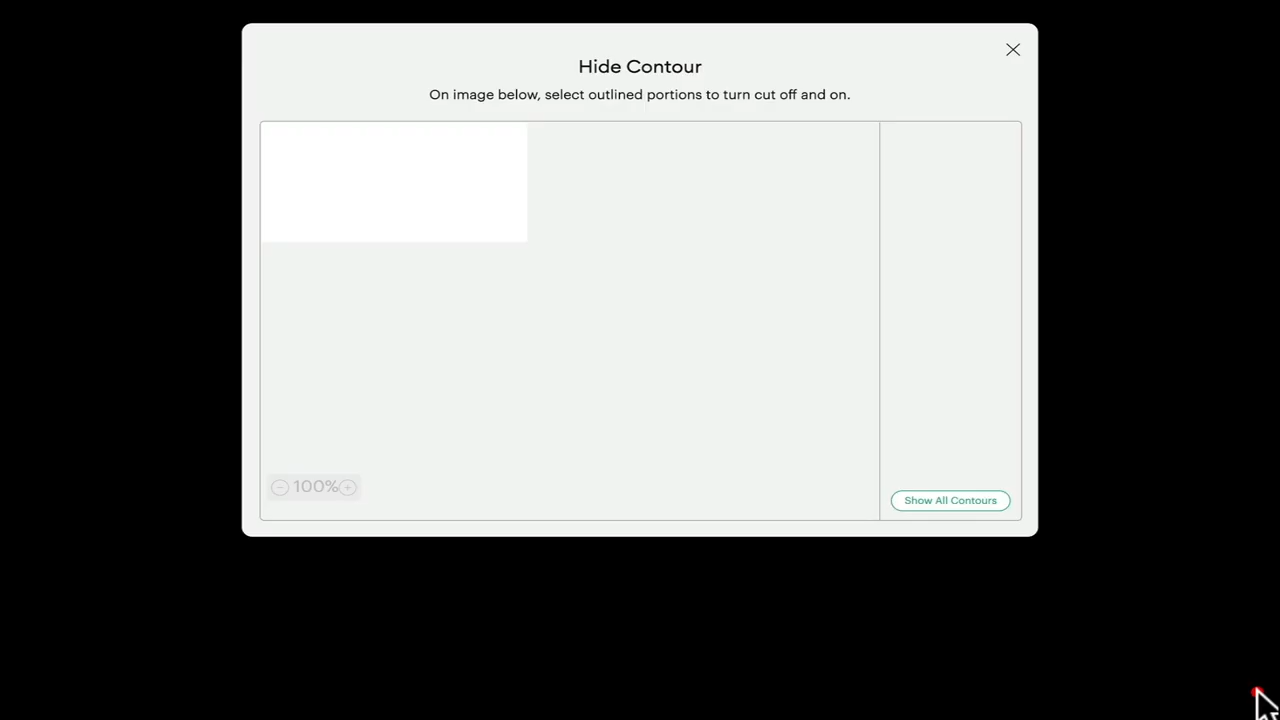 Hide Contour
On image below, select outlined portions to turn cut off and on.
100%
Show All Contours